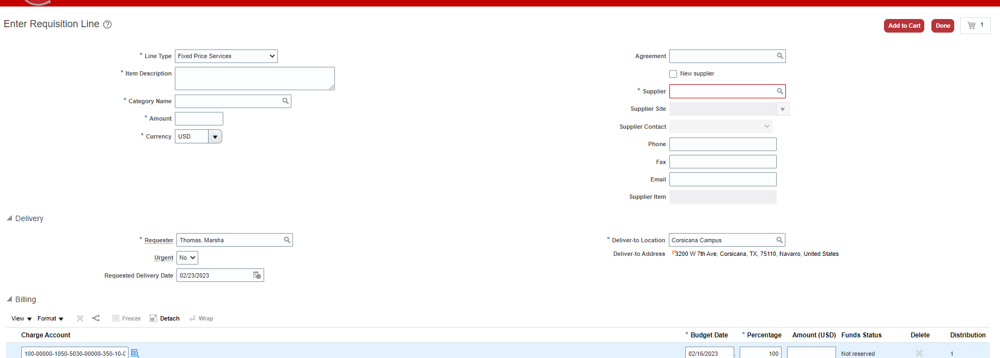 Enter Requisition Line ?
Add to Cart Done 1
* Line Type Fixed Price Services
* Item Description
* Category Name
* Amount
* Currency USD
Agreement
New supplier
* Supplier
Supplier Site
Supplier Contact
Phone
Fax
Email
Supplier Item
Delivery
* Requester Thomas, Marsha
Urgent No
Requested Delivery Date 02/23/2023
* Deliver-to Location Corsicana Campus
Deliver-to Address 3200 W 7th Ave, Corsicana, TX, 75110, Navarro, United States
Billing
View Format Freeze Detach Wrap
Charge Account * Budget Date * Percentage Amount (USD) Funds Status Delete Distribution
100-00000-1050-5030-00000-350-10-0 02/16/2023 100 Not reserved 1